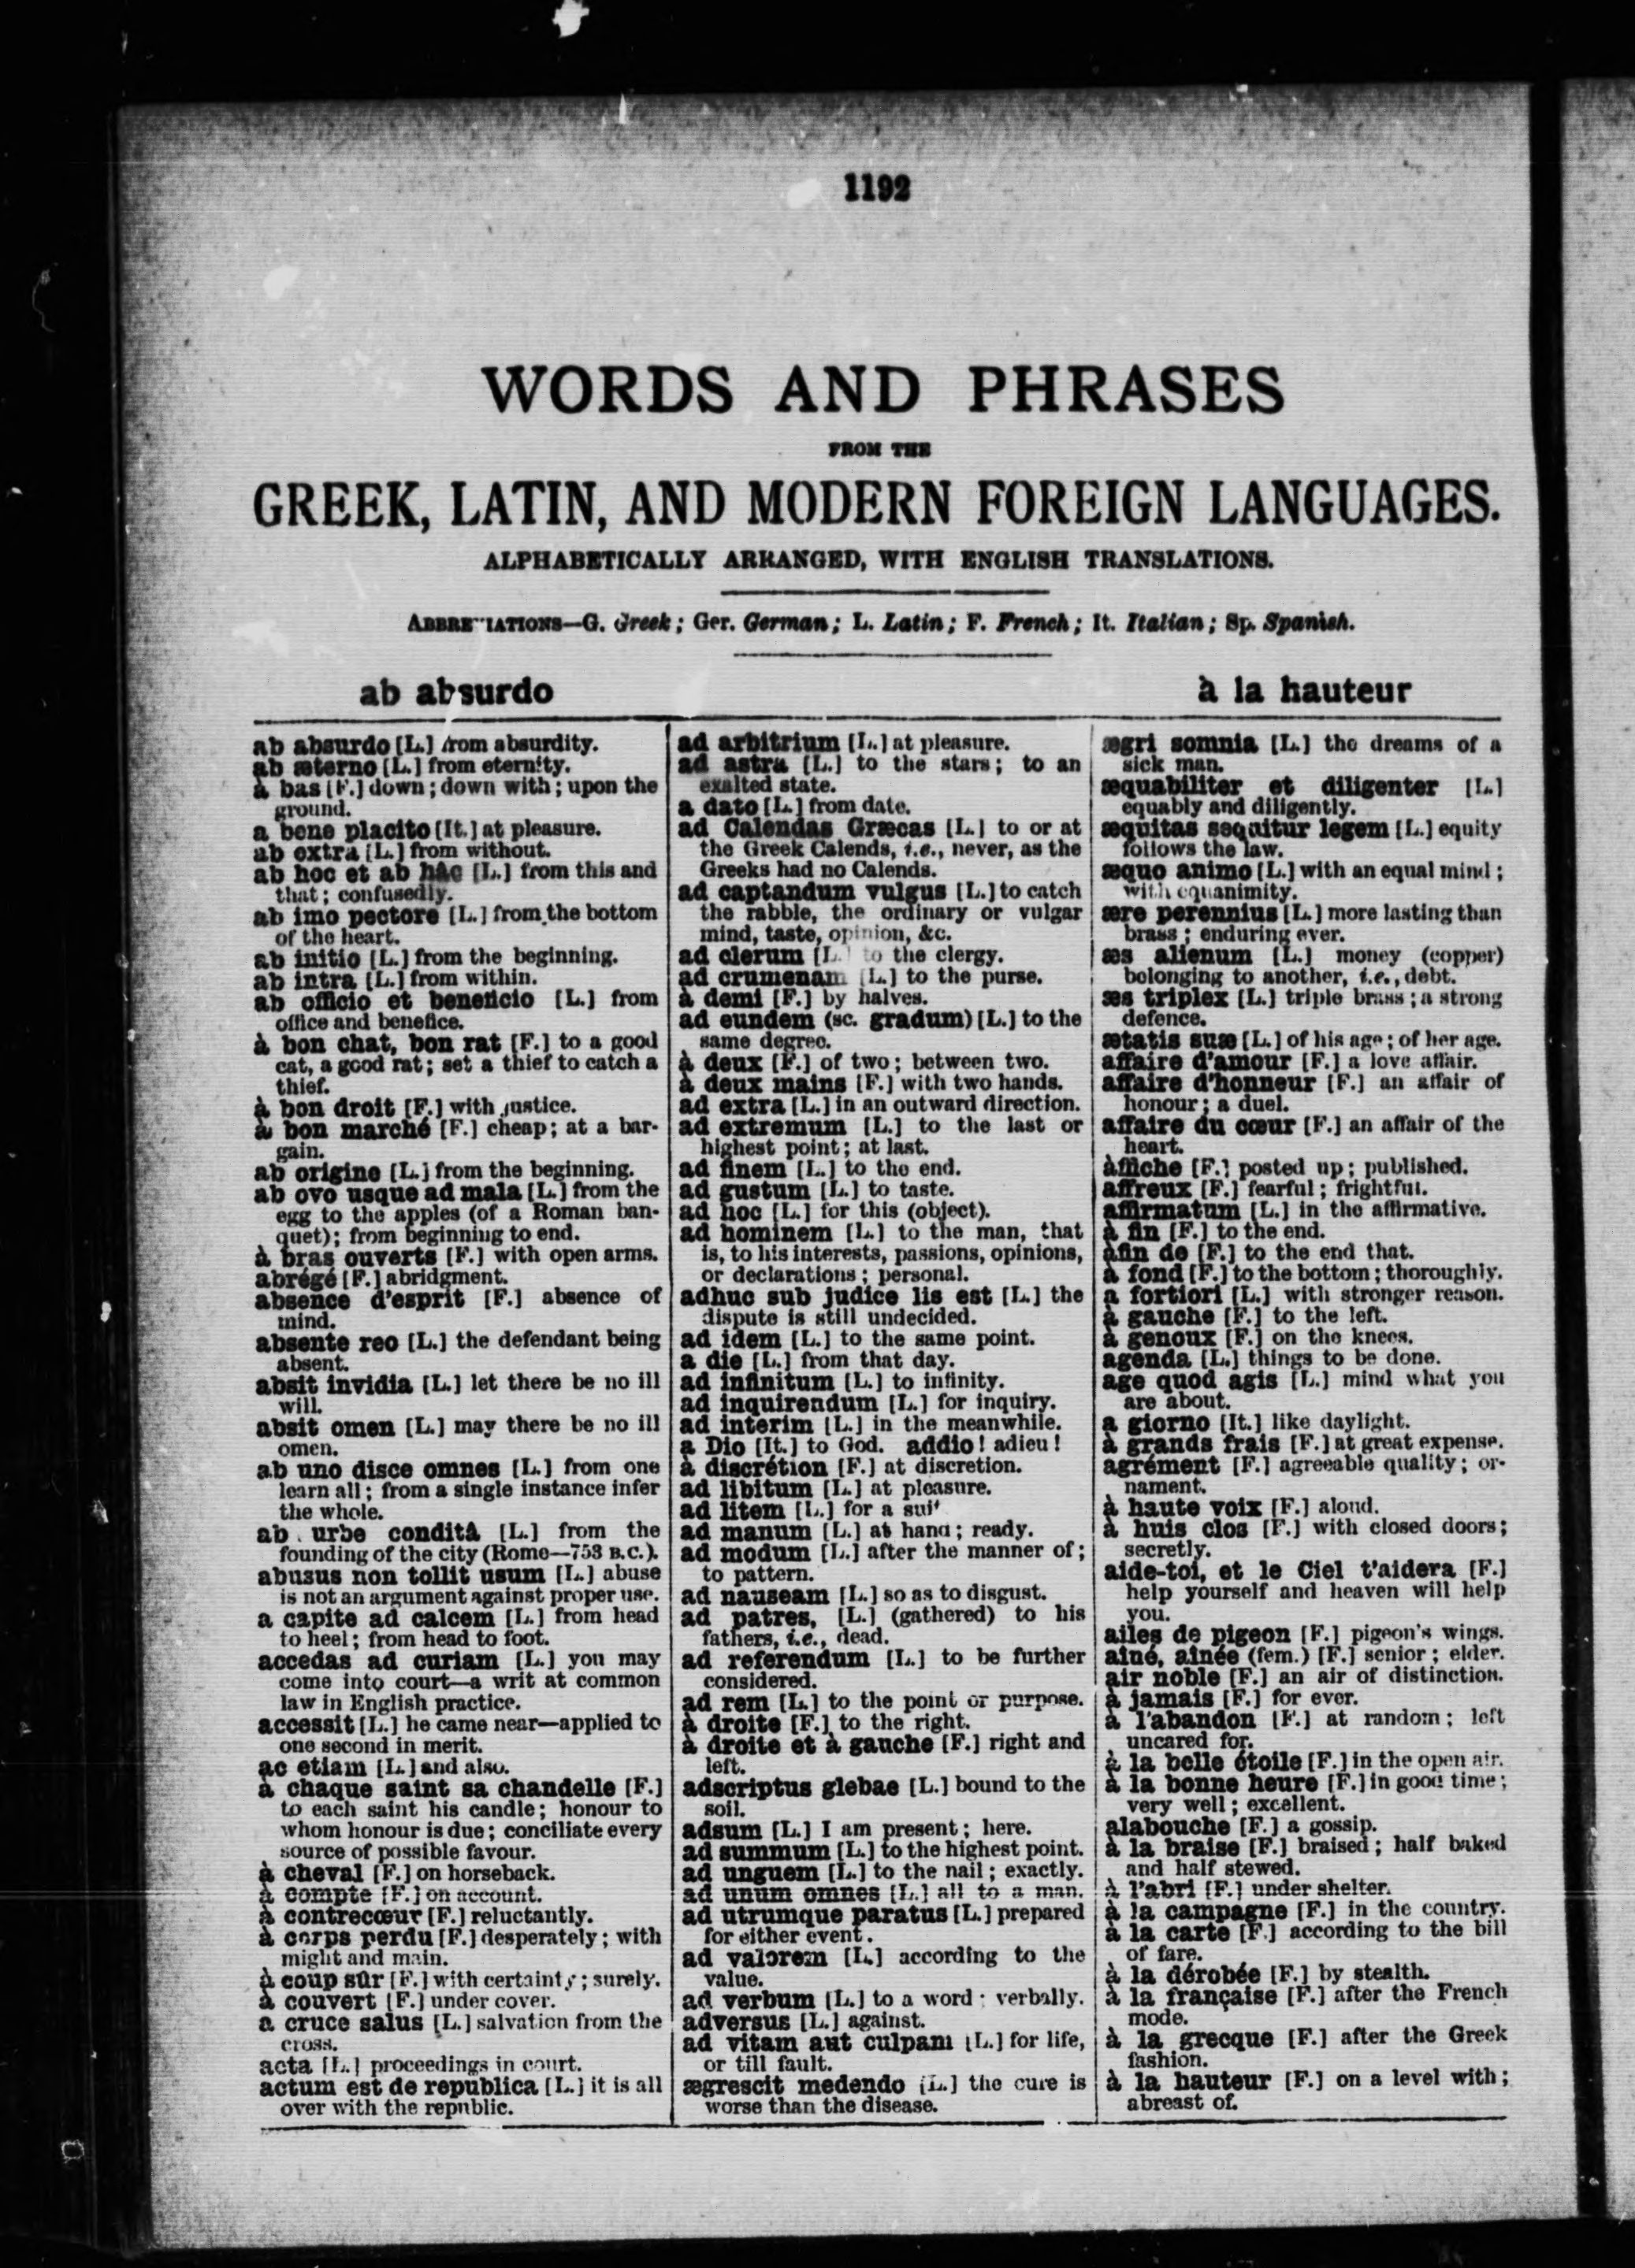 1192
WORDS AND PHRASES
FROM THE
GREEK, LATIN, AND MODERN FOREIGN LANGUAGES.
ALPHABETICALLY ARRANGED, WITH ENGLISH TRANSLATIONS.
ABBREVIATIONS—G. Greek; Ger. German; L. Latin; F. French; It. Italian; Sp. Spanish.
ab absurdo
à la hauteur
ab absurdo [L.] from absurdity.
ab æterno [L.] from eternity.
à bas [F.] down; down with; upon the
ground.
a bene placito [It.] at pleasure.
ab extra [L.] from without.
ab hoc et ab hâc [L.] from this and
that; confusedly.
ab imo pectore [L.] from the bottom
of the heart.
ab initio [L.] from the beginning.
ab intra [L.] from within.
ab officio et beneficio [L.] from
office and benefice.
à bon chat, bon rat [F.] to a good
cat, a good rat; set a thief to catch a
thief.
à bon droit [F.] with justice.
à bon marché [F.] cheap; at a bar-
gain.
ab origine [L.] from the beginning.
ab ovo usque ad mala [L.] from the
egg to the apples (of a Roman ban-
quet); from beginning to end.
à bras ouverts [F.] with open arms.
abrégé [F.] abridgment.
absence d'esprit [F.] absence of
mind.
absente reo [L.] the defendant being
absent.
absit invidia [L.] let there be no ill
will.
absit omen [L.] may there be no ill
omen.
ab uno disce omnes [L.] from one
learn all; from a single instance infer
the whole.
ab urbe conditâ [L.] from the
founding of the city (Rome—753 B.C.).
abusus non tollit usum [L.] abuse
is not an argument against proper use.
a capite ad calcem [L.] from head
to heel; from head to foot.
accedas ad curiam [L.] you may
come into court—a writ at common
law in English practice.
accessit [L.] he came near—applied to
one second in merit.
ac etiam [L.] and also.
à chaque saint sa chandelle [F.]
to each saint his candle; honour to
whom honour is due; conciliate every
source of possible favour.
à cheval [F.] on horseback.
à compte [F.] on account.
à contrecœur [F.] reluctantly.
à corps perdu [F.] desperately; with
might and main.
à coup sûr [F.] with certainty; surely.
à couvert [F.] under cover.
a cruce salus [L.] salvation from the
cross.
acta [L.] proceedings in court.
actum est de republica [L.] it is all
over with the republic.
ad arbitrium [L.] at pleasure.
ad astra [L.] to the stars; to an
exalted state.
a dato [L.] from date.
ad Calendas Græcas [L.] to or at
the Greek Calends, i.e., never, as the
Greeks had no Calends.
ad captandum vulgus [L.] to catch
the rabble, the ordinary or vulgar
mind, taste, opinion, &c.
ad clerum [L.] to the clergy.
ad crumenam [L.] to the purse.
à demi [F.] by halves.
ad eundem (sc. gradum) [L.] to the
same degree.
à deux [F.] of two; between two.
à deux mains [F.] with two hands.
ad extra [L.] in an outward direction.
ad extremum [L.] to the last or
highest point; at last.
ad finem [L.] to the end.
ad gustum [L.] to taste.
ad hoc [L.] for this (object).
ad hominem [L.] to the man, that
is, to his interests, passions, opinions,
or declarations; personal.
adhuc sub judice lis est [L.] the
dispute is still undecided.
ad idem [L.] to the same point.
a die [L.] from that day.
ad infinitum [L.] to infinity.
ad inquirendum [L.] for inquiry.
ad interim [L.] in the meanwhile.
a Dio [It.] to God. addio! adieu!
à discrétion [F.] at discretion.
ad libitum [L.] at pleasure.
ad litem [L.] for a suit
ad manum [L.] at hand; ready.
ad modum [L.] after the manner of;
to pattern.
ad nauseam [L.] so as to disgust.
ad patres, [L.] (gathered) to his
fathers, i.e., dead.
ad referendum [L.] to be further
considered.
ad rem [L.] to the point or purpose.
à droite [F.] to the right.
à droite et à gauche [F.] right and
left.
adscriptus glebae [L.] bound to the
soil.
adsum [L.] I am present; here.
ad summum [L.] to the highest point.
ad unguem [L.] to the nail; exactly.
ad unum omnes [L.] all to a man.
ad utrumque paratus [L.] prepared
for either event.
ad valorem [L.] according to the
value.
ad verbum [L.] to a word; verbally.
adversus [L.] against.
ad vitam aut culpam [L.] for life,
or till fault.
ægrescit medendo [L.] the cure is
worse than the disease.
ægri somnia [L.] the dreams of a
sick man.
æquabiliter et diligenter [L.]
equably and diligently.
æquitas sequitur legem [L.] equity
follows the law.
æquo animo [L.] with an equal mind;
with equanimity.
ære perennius [L.] more lasting than
brass; enduring ever.
æs alienum [L.] money (copper)
belonging to another, i.e., debt.
æs triplex [L.] triple brass; a strong
defence.
ætatis suæ [L.] of his age; of her age.
affaire d'amour [F.] a love affair.
affaire d'honneur [F.] an affair of
honour; a duel.
affaire du cœur [F.] an affair of the
heart.
àffiche [F.] posted up; published.
affreux [F.] fearful; frightful.
affirmatum [L.] in the affirmative.
à fin [F.] to the end.
àfin de [F.] to the end that.
à fond [F.] to the bottom; thoroughly.
a fortiori [L.] with stronger reason.
à gauche [F.] to the left.
à genoux [F.] on the knees.
agenda [L.] things to be done.
age quod agis [L.] mind what you
are about.
a giorno [It.] like daylight.
à grands frais [F.] at great expense.
agrément [F.] agreeable quality; or-
nament.
à haute voix [F.] aloud.
à huis clos [F.] with closed doors;
secretly.
aide-toi, et le Ciel t'aidera [F.]
help yourself and heaven will help
you.
ailes de pigeon [F.] pigeon's wings.
aîné, aînée (fem.) [F.] senior; elder.
air noble [F.] an air of distinction.
à jamais [F.] for ever.
à l'abandon [F.] at random; left
uncared for.
à la belle étoile [F.] in the open air.
à la bonne heure [F.] in good time;
very well; excellent.
alabouche [F.] a gossip.
à la braise [F.] braised; half baked
and half stewed.
à l'abri [F.] under shelter.
à la campagne [F.] in the country.
à la carte [F.] according to the bill
of fare.
à la dérobée [F.] by stealth.
à la française [F.] after the French
mode.
à la grecque [F.] after the Greek
fashion.
à la hauteur [F.] on a level with;
abreast of.